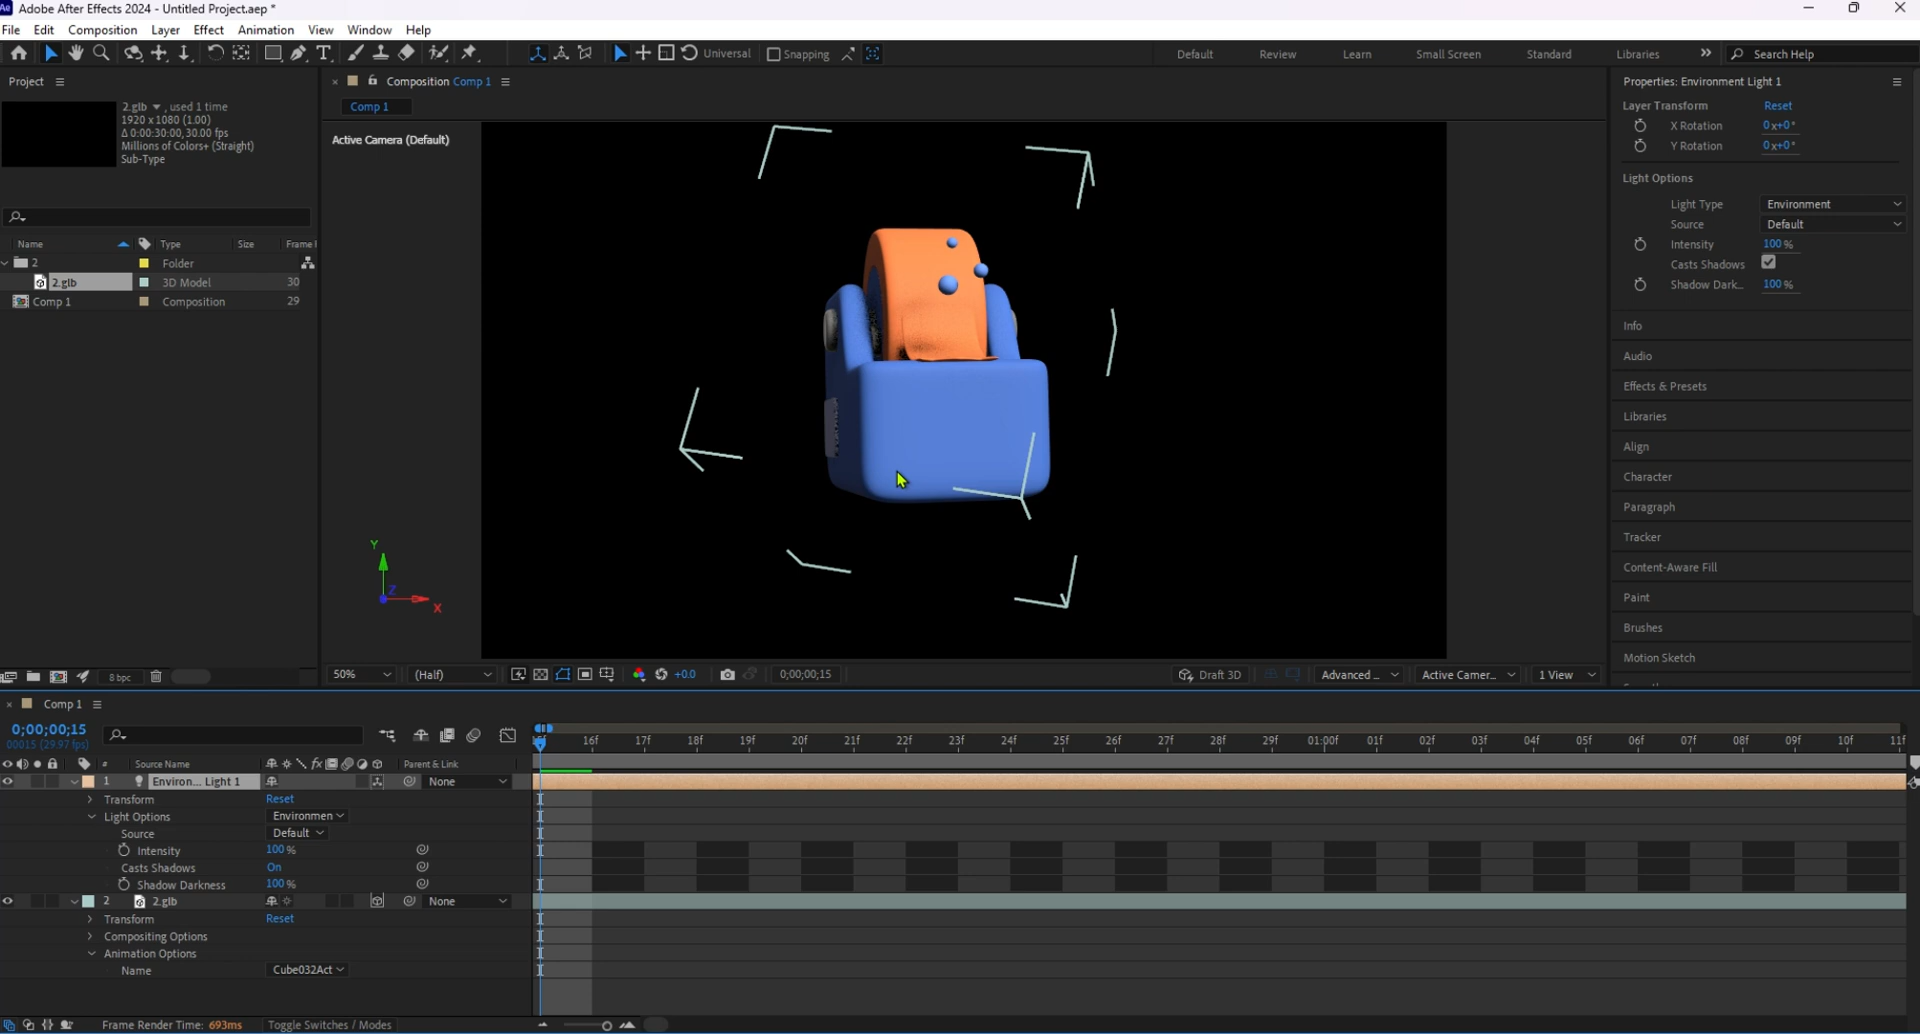 Ae Adobe After Effects 2024 - Untitled Project.aep *
File Edit Composition Layer Effect Animation View Window Help
Universal Snapping Default Review Learn Small Screen Standard Libraries » Search Help
Project
2.glb , used 1 time
1920 x 1080 (1.00)
Δ 0:00:30:00, 30.00 fps
Millions of Colors+ (Straight)
Sub-Type
Name Type Size Frame
2 Folder
2.glb 3D Model 30
Comp 1 Composition 29
8 bpc
× Composition Comp 1
Comp 1
Active Camera (Default)
Y
Z
X
50% (Half) +0.0 0;00;00;15 Draft 3D Advanced ... Active Camer... 1 View
Properties: Environment Light 1
Layer Transform Reset
X Rotation 0x+0°
Y Rotation 0x+0°
Light Options
Light Type Environment
Source Default
Intensity 100 %
Casts Shadows
Shadow Dark... 100 %
Info
Audio
Effects & Presets
Libraries
Align
Character
Paragraph
Tracker
Content-Aware Fill
Paint
Brushes
Motion Sketch
× Comp 1
0;00;00;15
00015 (29.97 fps)
16f 17f 18f 19f 20f 21f 22f 23f 24f 25f 26f 27f 28f 29f 01:00f 01f 02f 03f 04f 05f 06f 07f 08f 09f 10f 11f
# Source Name fx Parent & Link
1 Environ... Light 1 None
Transform Reset
Light Options Environmen
Source Default
Intensity 100 %
Casts Shadows On
Shadow Darkness 100 %
2 2.glb None
Transform Reset
Compositing Options
Animation Options
Name Cube032Act
Frame Render Time: 693ms Toggle Switches / Modes